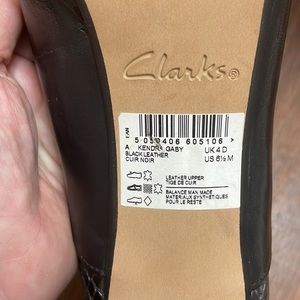 Clarks®
5 050406 605106 >
A KENDRA GABY UK 4 D
BLACK LEATHER US 6½ M
CUIR NOIR
LEATHER UPPER
TIGE DE CUIR
BALANCE MAN MADE
MATERIAUX SYNTHETIQUES
POUR LE RESTE